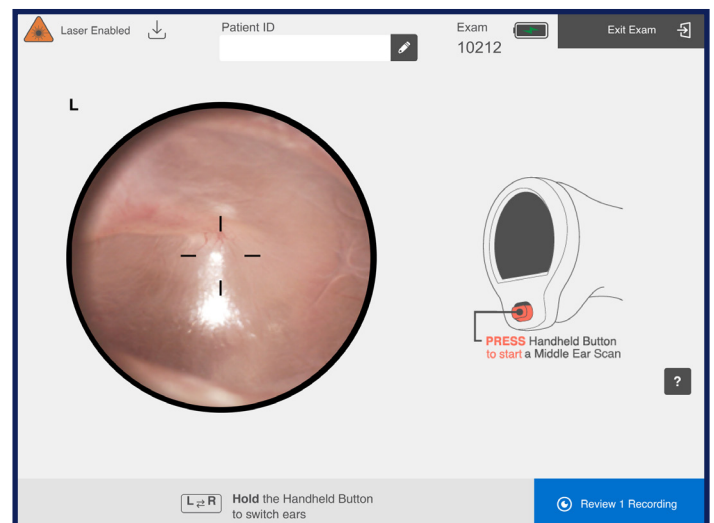 Laser Enabled
Patient ID
Exam
10212
Exit Exam
L
PRESS Handheld Button
to start a Middle Ear Scan
?
L ⇄ R
Hold the Handheld Button
to switch ears
Review 1 Recording